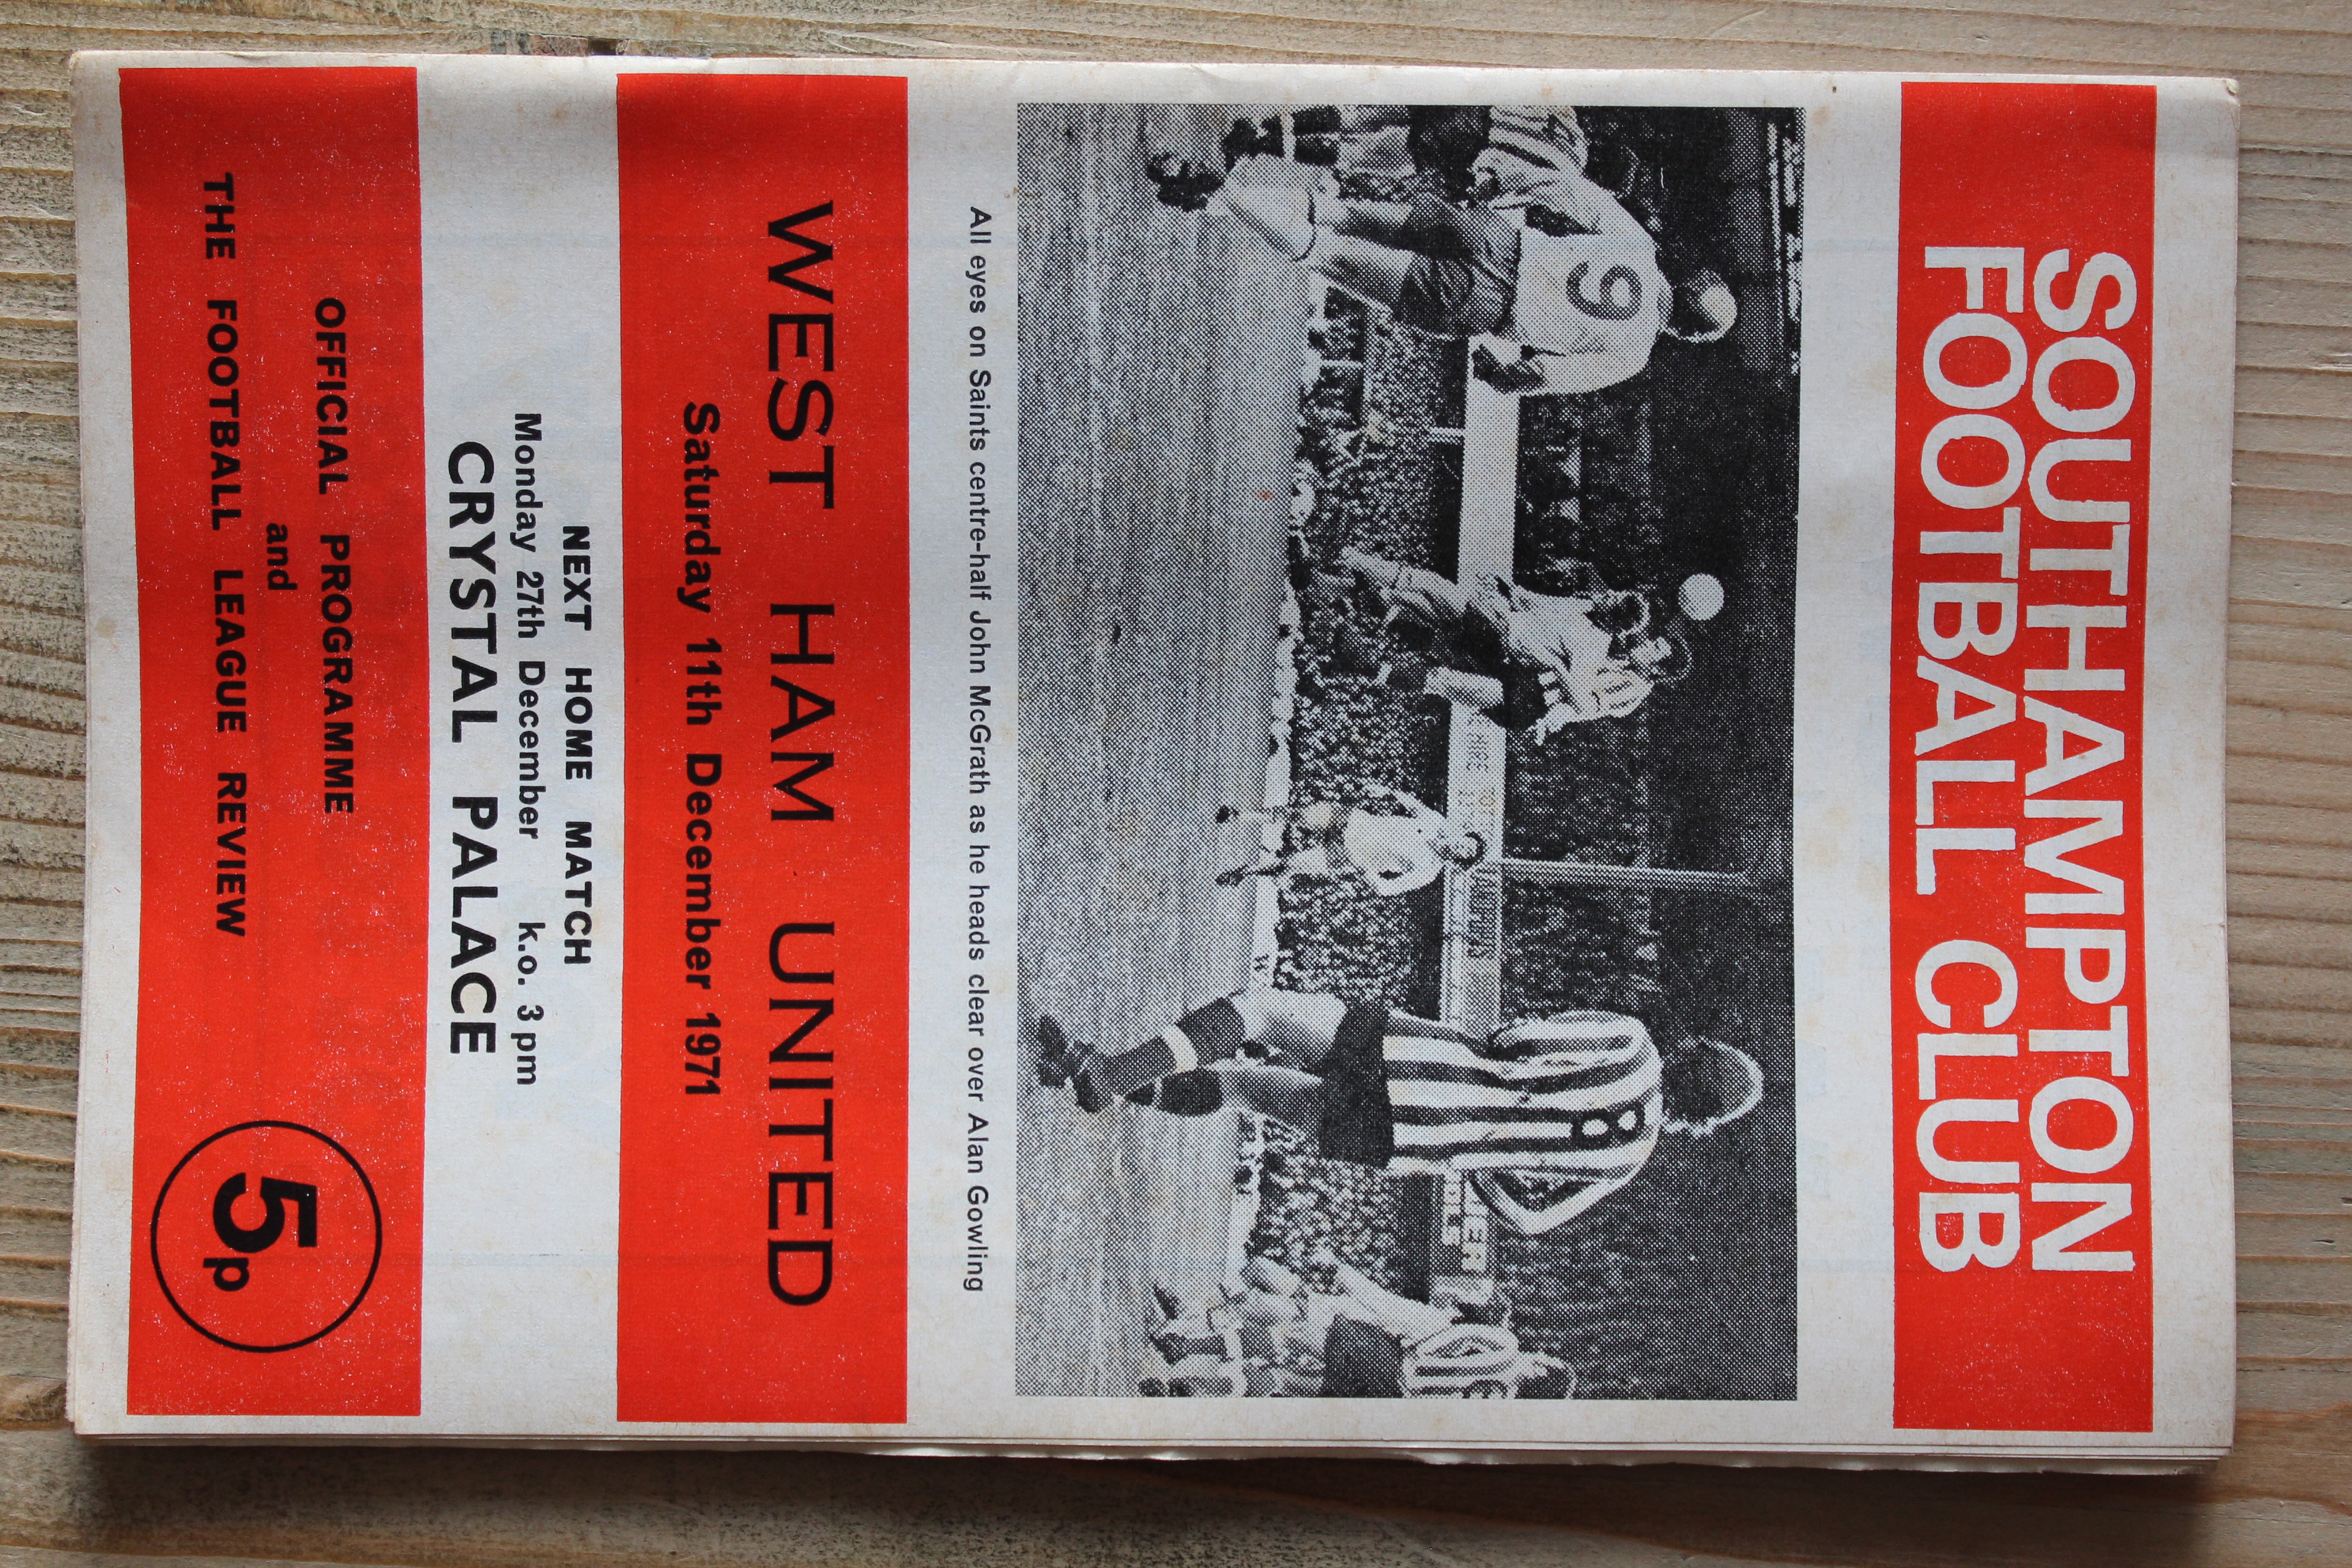 SOUTHAMPTON
FOOTBALL CLUB
9
8
All eyes on Saints centre-half John McGrath as he heads clear over Alan Gowling
WEST HAM UNITED
Saturday 11th December 1971
NEXT HOME MATCH
Monday 27th December k.o. 3pm
CRYSTAL PALACE
OFFICIAL PROGRAMME
and
THE FOOTBALL LEAGUE REVIEW
5p